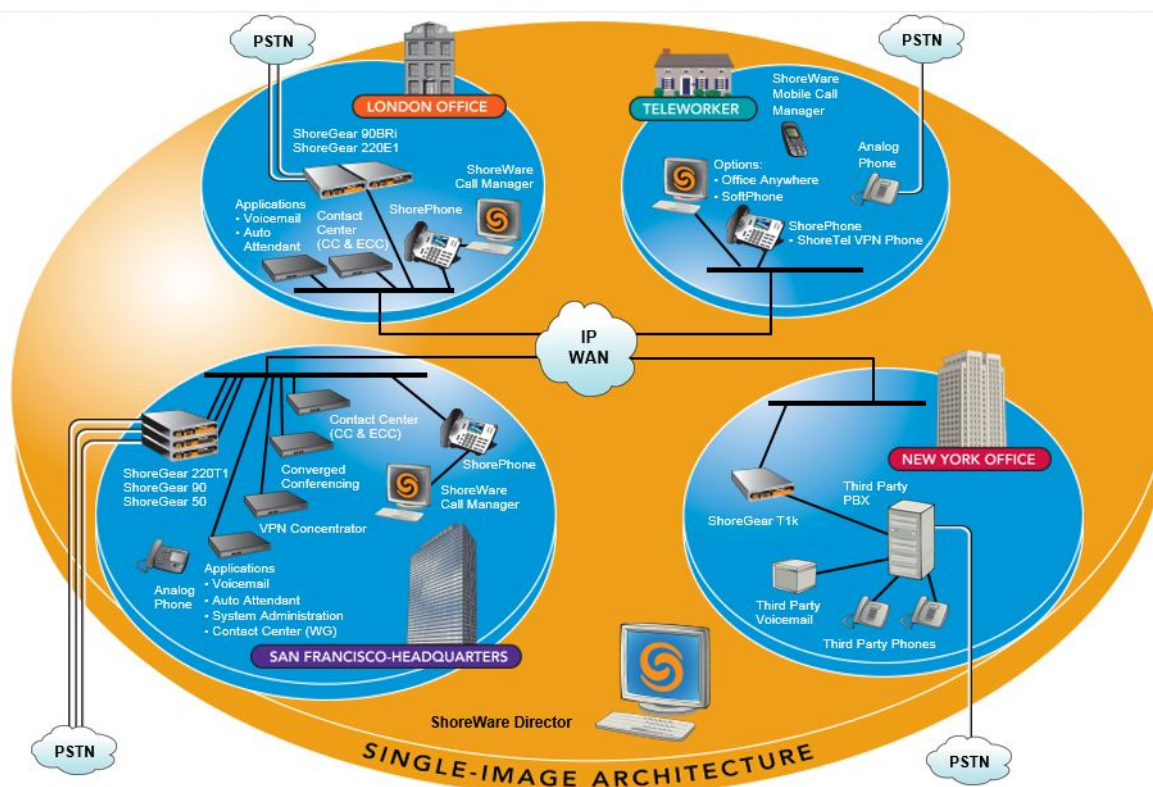 PSTN
LONDON OFFICE
ShoreGear 90BRi
ShoreGear 220E1
ShoreWare
Call Manager
Applications
• Voicemail
• Auto
Attendant
Contact
Center
(CC & ECC)
ShorePhone
PSTN
TELEWORKER
ShoreWare
Mobile Call
Manager
Analog
Phone
Options:
• Office Anywhere
• SoftPhone
ShorePhone
• ShoreTel VPN Phone
IP
WAN
Contact Center
(CC & ECC)
ShorePhone
Converged
Conferencing
ShoreGear 220T1
ShoreGear 90
ShoreGear 50
ShoreWare
Call Manager
VPN Concentrator
Analog
Phone
Applications
• Voicemail
• Auto Attendant
• System Administration
• Contact Center (WG)
SAN FRANCISCO-HEADQUARTERS
PSTN
NEW YORK OFFICE
Third Party
PBX
ShoreGear T1k
Third Party
Voicemail
Third Party Phones
PSTN
ShoreWare Director
SINGLE-IMAGE ARCHITECTURE